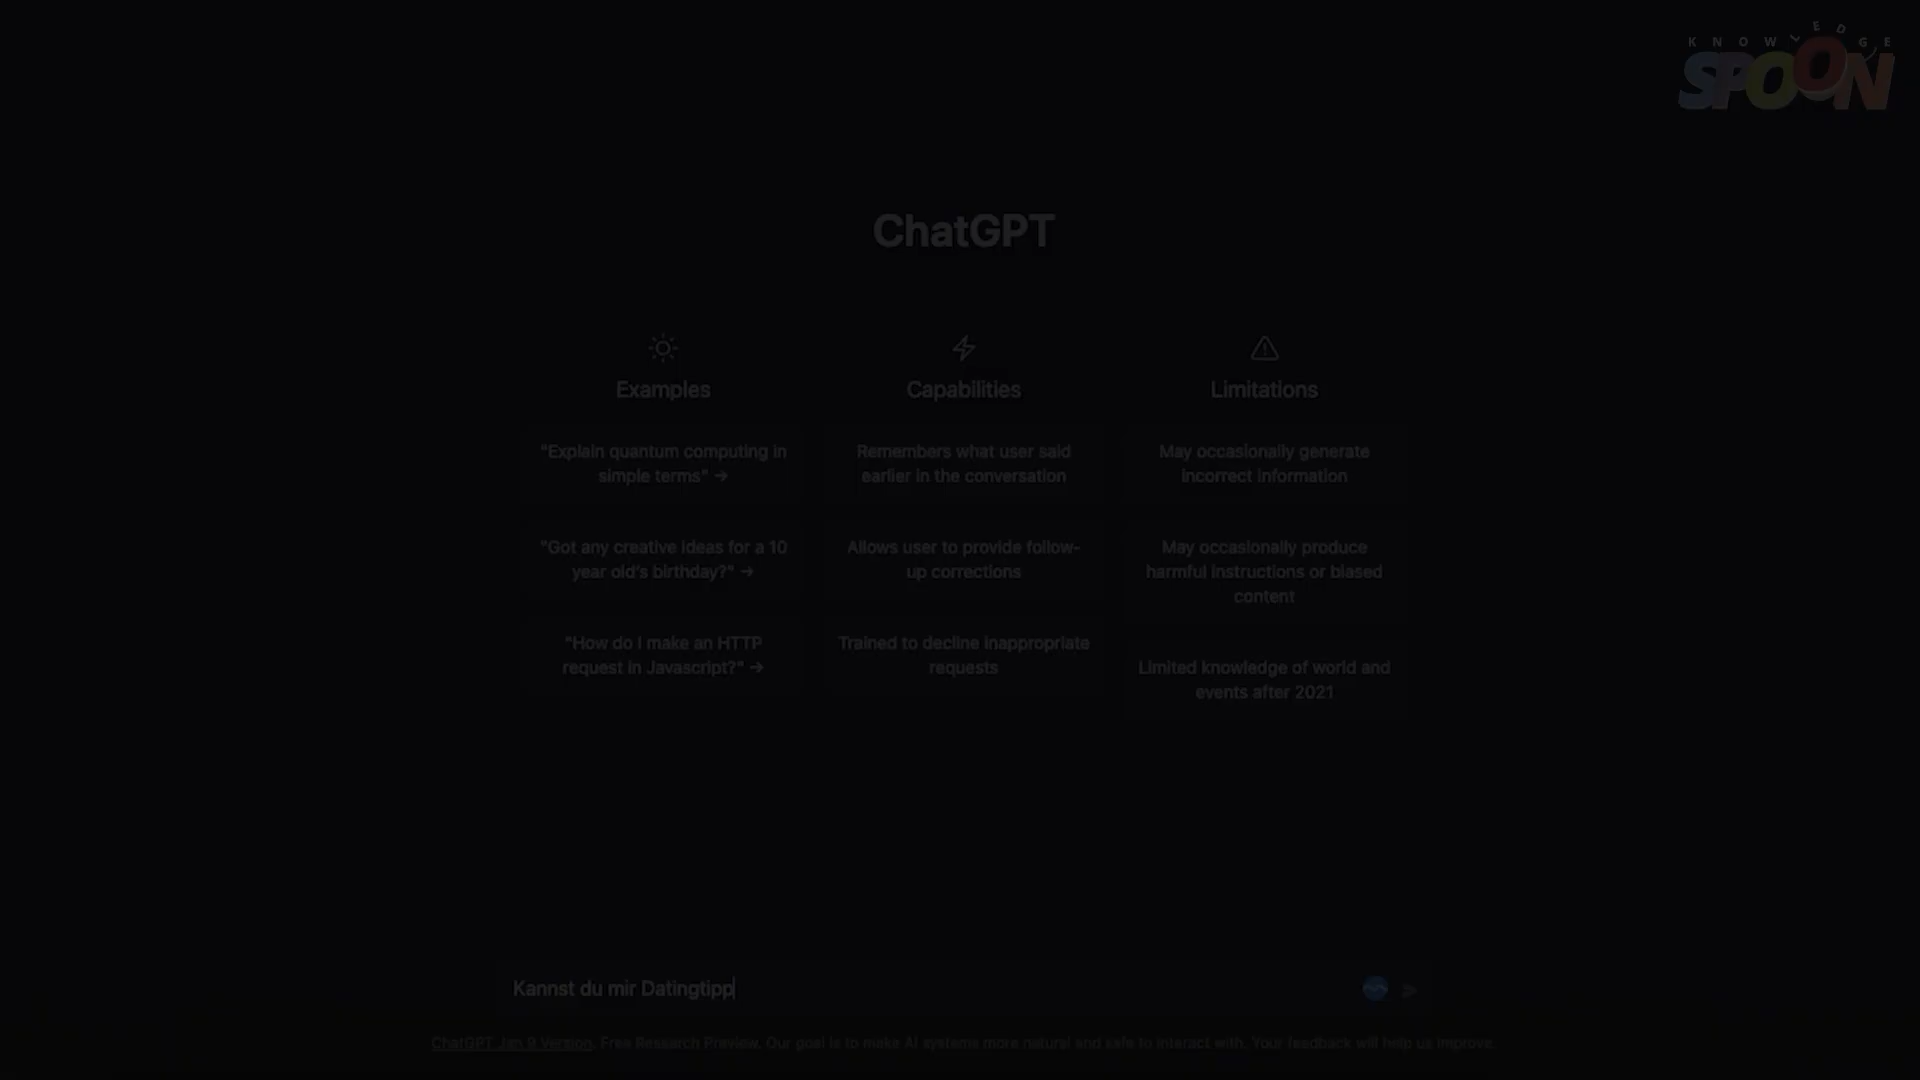 KNOWLEDGE
SPOON
ChatGPT
Examples
Capabilities
Limitations
"Explain quantum computing in
simple terms" →
Remembers what user said
earlier in the conversation
May occasionally generate
incorrect information
"Got any creative ideas for a 10
year old's birthday?" →
Allows user to provide follow-
up corrections
May occasionally produce
harmful instructions or biased
content
"How do I make an HTTP
request in Javascript?" →
Trained to decline inappropriate
requests
Limited knowledge of world and
events after 2021
Kannst du mir Datingtipp
ChatGPT Jan 9 Version. Free Research Preview. Our goal is to make AI systems more natural and safe to interact with. Your feedback will help us improve.